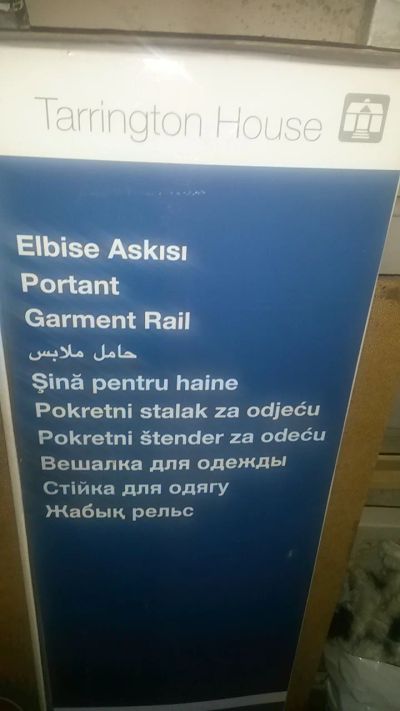 Tarrington House
Elbise Askısı
Portant
Garment Rail
حامل ملابس
Şină pentru haine
Pokretni stalak za odjeću
Pokretni štender za odeću
Вешалка для одежды
Стійка для одягу
Жабық рельс